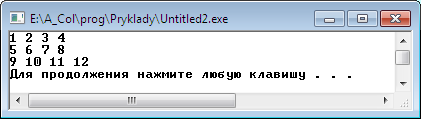 E:\A_Col\prog\Pryklady\Untitled2.exe
1 2 3 4
5 6 7 8
9 10 11 12
Для продолжения нажмите любую клавишу . . .